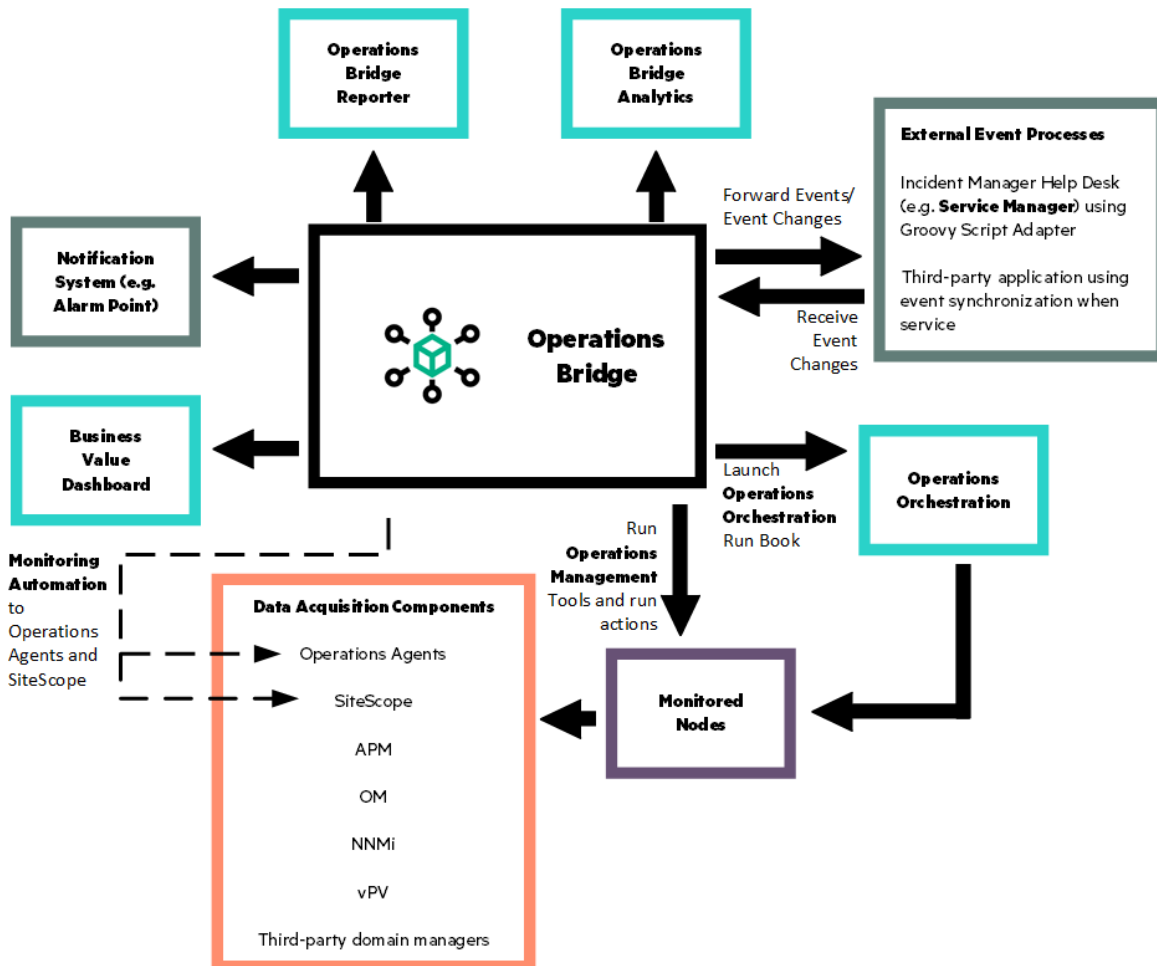 Operations
Bridge
Reporter
Operations
Bridge
Analytics
External Event Processes
Incident Manager Help Desk
(e.g. Service Manager) using
Groovy Script Adapter
Third-party application using
event synchronization when
service
Forward Events/
Event Changes
Receive
Event
Changes
Notification
System (e.g.
Alarm Point)
Operations
Bridge
Business
Value
Dashboard
Launch
Operations
Orchestration
Run Book
Operations
Orchestration
Run
Operations
Management
Tools and run
actions
Monitoring
Automation
to
Operations
Agents and
SiteScope
Data Acquisition Components
Operations Agents
SiteScope
APM
OM
NNMi
vPV
Third-party domain managers
Monitored
Nodes